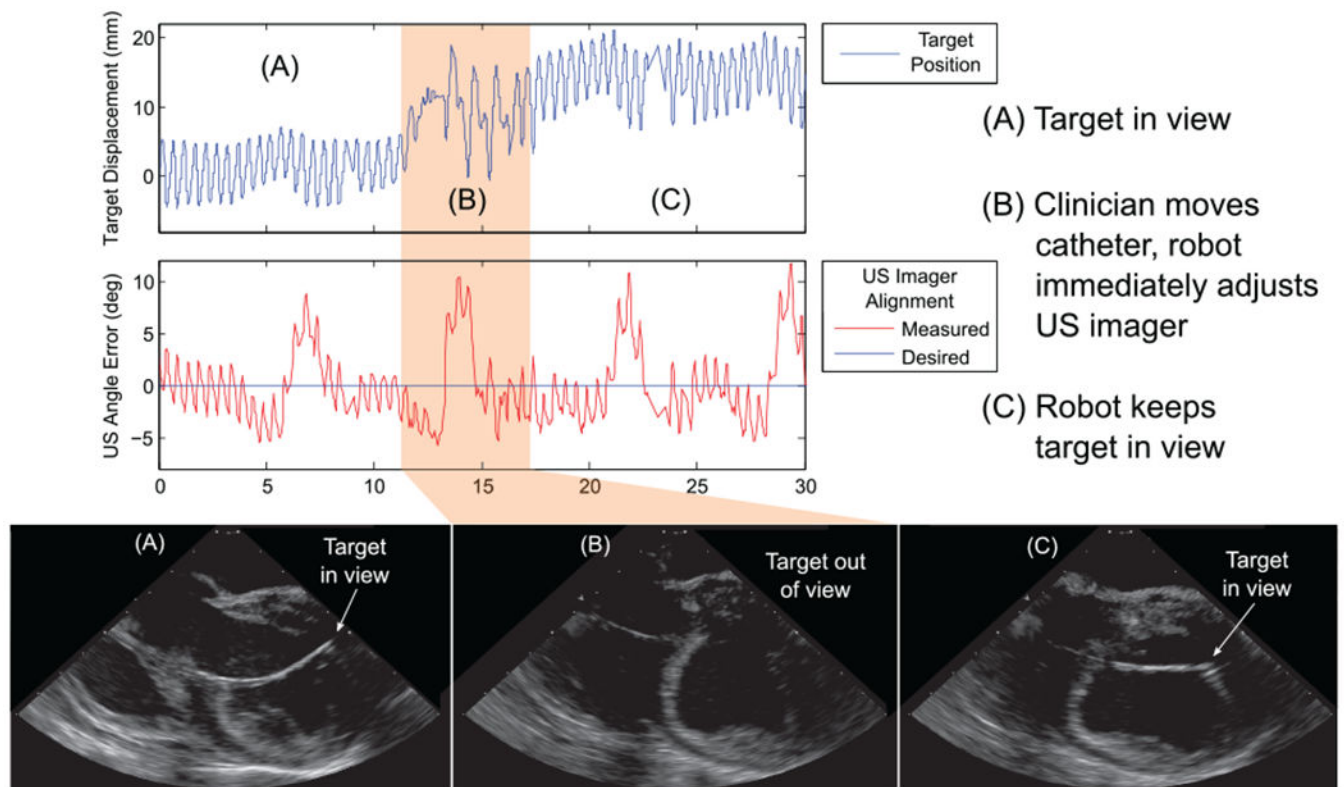 Target Displacement (mm)
20
10
0
(A)
(B)
(C)
Target
Position
US Angle Error (deg)
10
5
0
−5
0
5
10
15
20
25
30
US Imager
Alignment
Measured
Desired
(A) Target in view
(B) Clinician moves
catheter, robot
immediately adjusts
US imager
(C) Robot keeps
target in view
(A)
Target
in view
(B)
Target out
of view
(C)
Target
in view